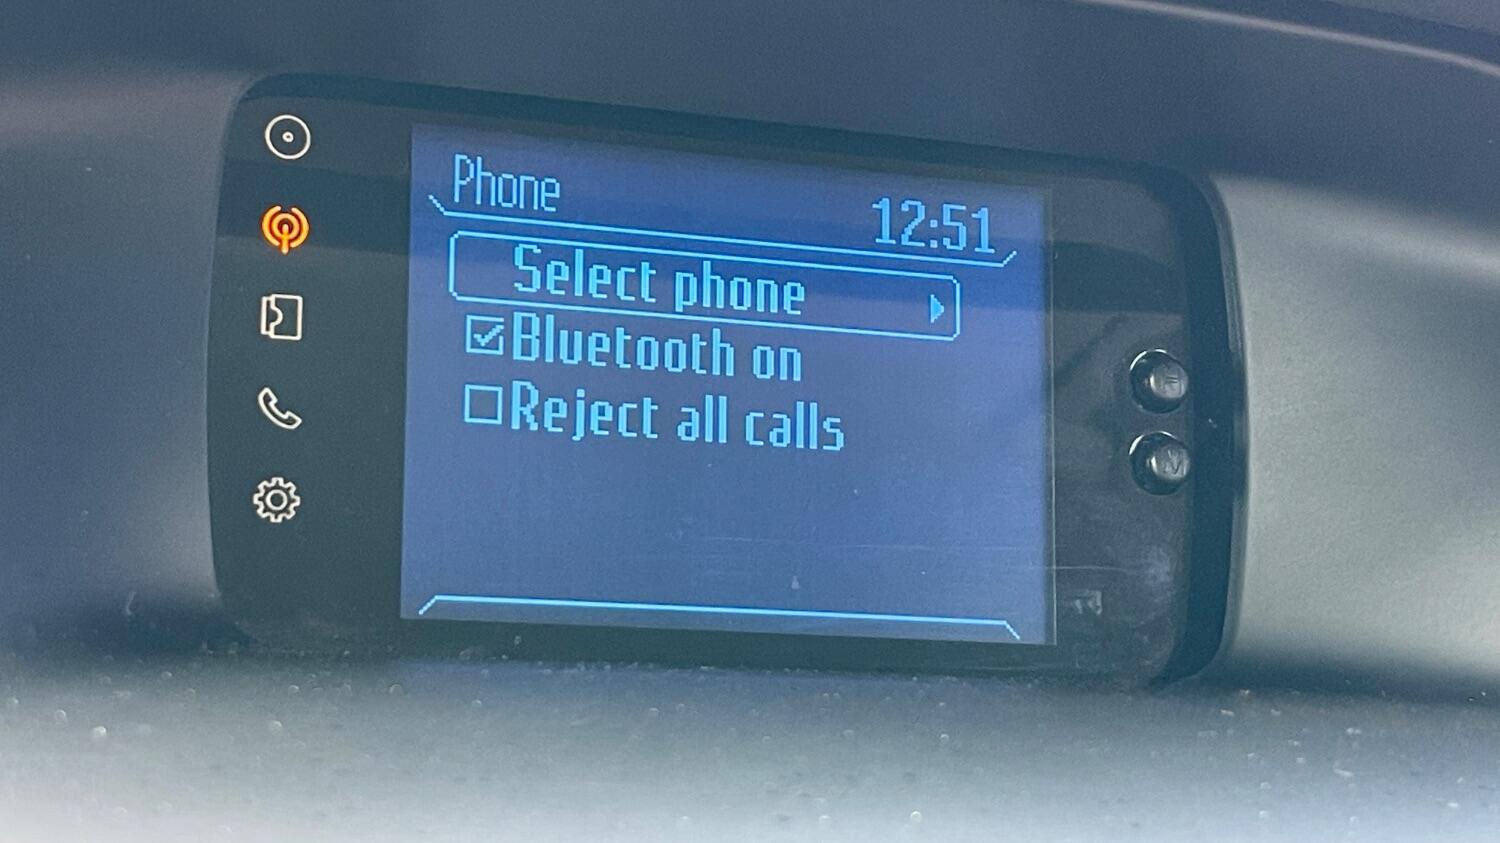 Phone
12:51
Select phone
Bluetooth on
Reject all calls
H
M